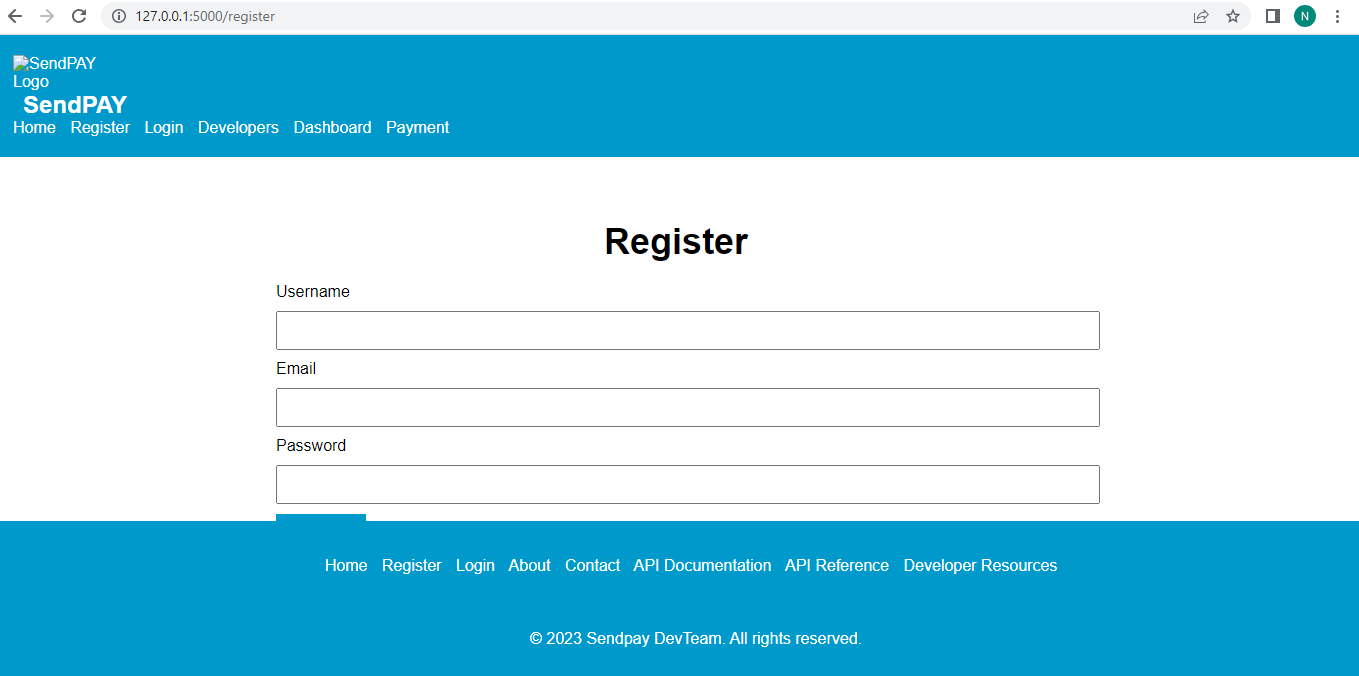 127.0.0.1:5000/register
N
SendPAY
Logo
SendPAY
Home Register Login Developers Dashboard Payment
Register
Username
Email
Password
Home Register Login About Contact API Documentation API Reference Developer Resources
© 2023 Sendpay DevTeam. All rights reserved.